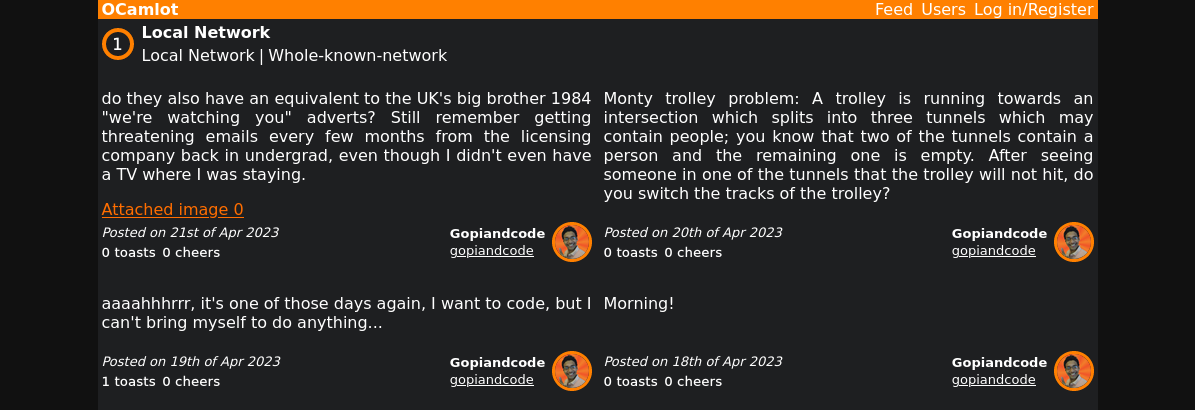 OCamlot
Feed Users Log in/Register
1
Local Network
Local Network | Whole-known-network
do they also have an equivalent to the UK's big brother 1984
"we're watching you" adverts? Still remember getting
threatening emails every few months from the licensing
company back in undergrad, even though I didn't even have
a TV where I was staying.
Attached image 0
Posted on 21st of Apr 2023
0 toasts 0 cheers
Gopiandcode
gopiandcode
Monty trolley problem: A trolley is running towards an
intersection which splits into three tunnels which may
contain people; you know that two of the tunnels contain a
person and the remaining one is empty. After seeing
someone in one of the tunnels that the trolley will not hit, do
you switch the tracks of the trolley?
Posted on 20th of Apr 2023
0 toasts 0 cheers
Gopiandcode
gopiandcode
aaaahhhrrr, it's one of those days again, I want to code, but I
can't bring myself to do anything...
Posted on 19th of Apr 2023
1 toasts 0 cheers
Gopiandcode
gopiandcode
Morning!
Posted on 18th of Apr 2023
0 toasts 0 cheers
Gopiandcode
gopiandcode